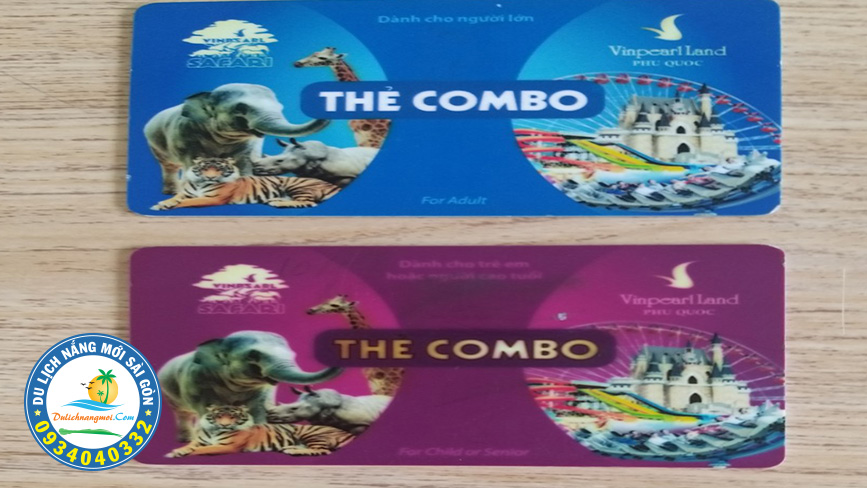 Dành cho người lớn
VINPEARL
SAFARI
Vinpearl Land
PHU QUOC
THẺ COMBO
For Adult
Dành cho trẻ em
hoặc người cao tuổi
VINPEARL
SAFARI
Vinpearl Land
PHU QUOC
THẺ COMBO
For Child or Senior
DU LỊCH NẮNG MỚI SÀI GÒN
Dulichnangmoi.Com
0934040332